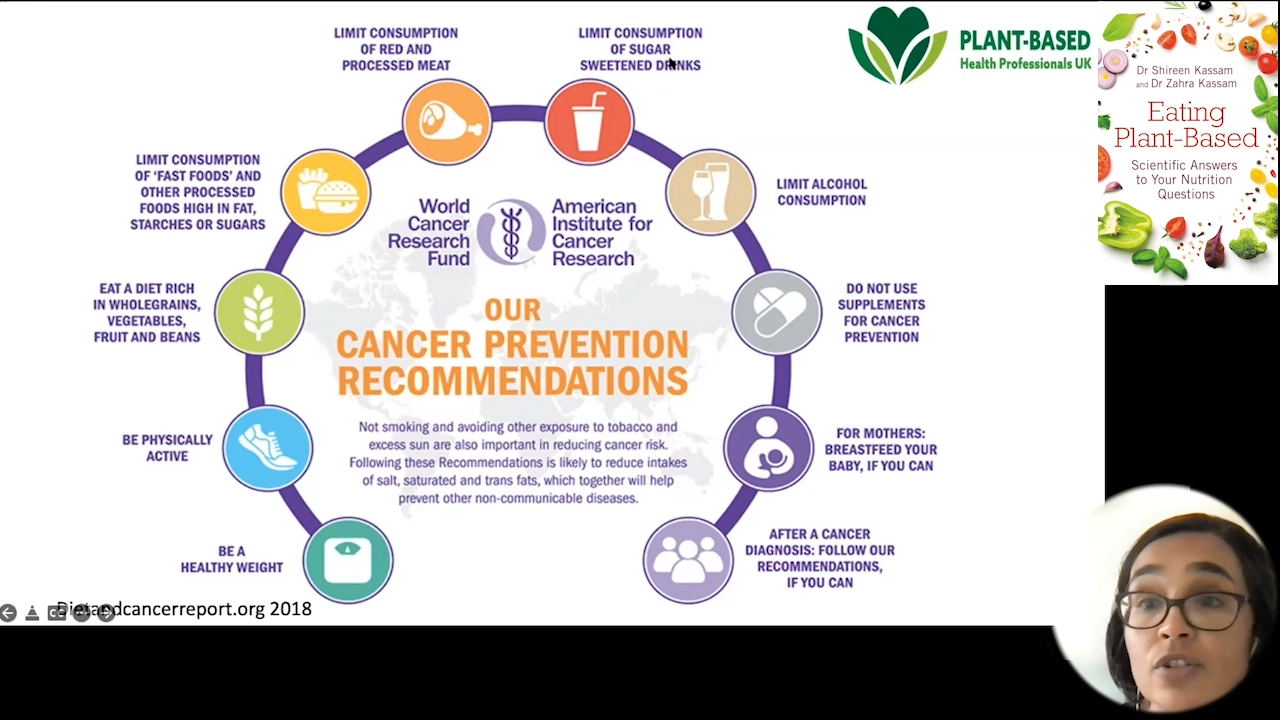 LIMIT CONSUMPTION
OF RED AND
PROCESSED MEAT
LIMIT CONSUMPTION
OF SUGAR
SWEETENED DRINKS
PLANT-BASED
Health Professionals UK
Dr Shireen Kassam
and Dr Zahra Kassam
Eating
Plant-Based
Scientific Answers
to Your Nutrition
Questions
LIMIT CONSUMPTION
OF ‘FAST FOODS’ AND
OTHER PROCESSED
FOODS HIGH IN FAT,
STARCHES OR SUGARS
World
Cancer
Research
Fund
American
Institute for
Cancer
Research
LIMIT ALCOHOL
CONSUMPTION
EAT A DIET RICH
IN WHOLEGRAINS,
VEGETABLES,
FRUIT AND BEANS
OUR
CANCER PREVENTION
RECOMMENDATIONS
DO NOT USE
SUPPLEMENTS
FOR CANCER
PREVENTION
BE PHYSICALLY
ACTIVE
Not smoking and avoiding other exposure to tobacco and
excess sun are also important in reducing cancer risk.
Following these Recommendations is likely to reduce intakes
of salt, saturated and trans fats, which together will help
prevent other non-communicable diseases.
FOR MOTHERS:
BREASTFEED YOUR
BABY, IF YOU CAN
BE A
HEALTHY WEIGHT
AFTER A CANCER
DIAGNOSIS: FOLLOW OUR
RECOMMENDATIONS,
IF YOU CAN
Dietandcancerreport.org 2018
CC